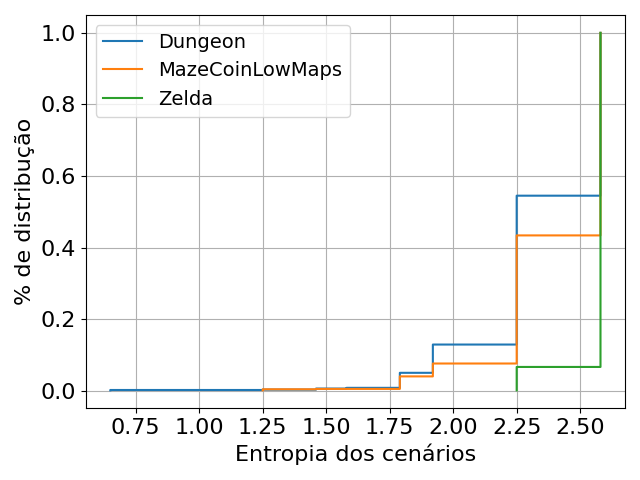 Dungeon
MazeCoinLowMaps
Zelda
% de distribução
1.0
0.8
0.6
0.4
0.2
0.0
0.75 1.00 1.25 1.50 1.75 2.00 2.25 2.50
Entropia dos cenários